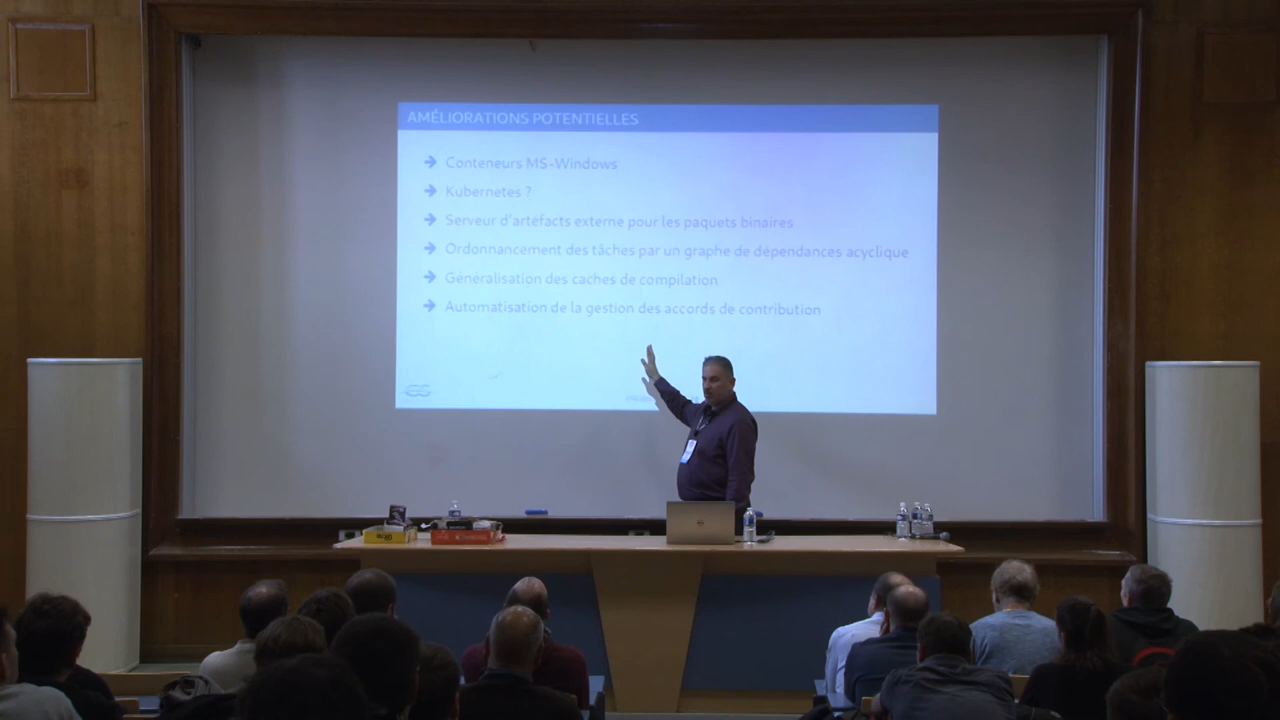 AMÉLIORATIONS POTENTIELLES
→ Conteneurs MS-Windows
→ Kubernetes ?
→ Serveur d'artéfacts externe pour les paquets binaires
→ Ordonnancement des tâches par un graphe de dépendances acyclique
→ Généralisation des caches de compilation
→ Automatisation de la gestion des accords de contribution